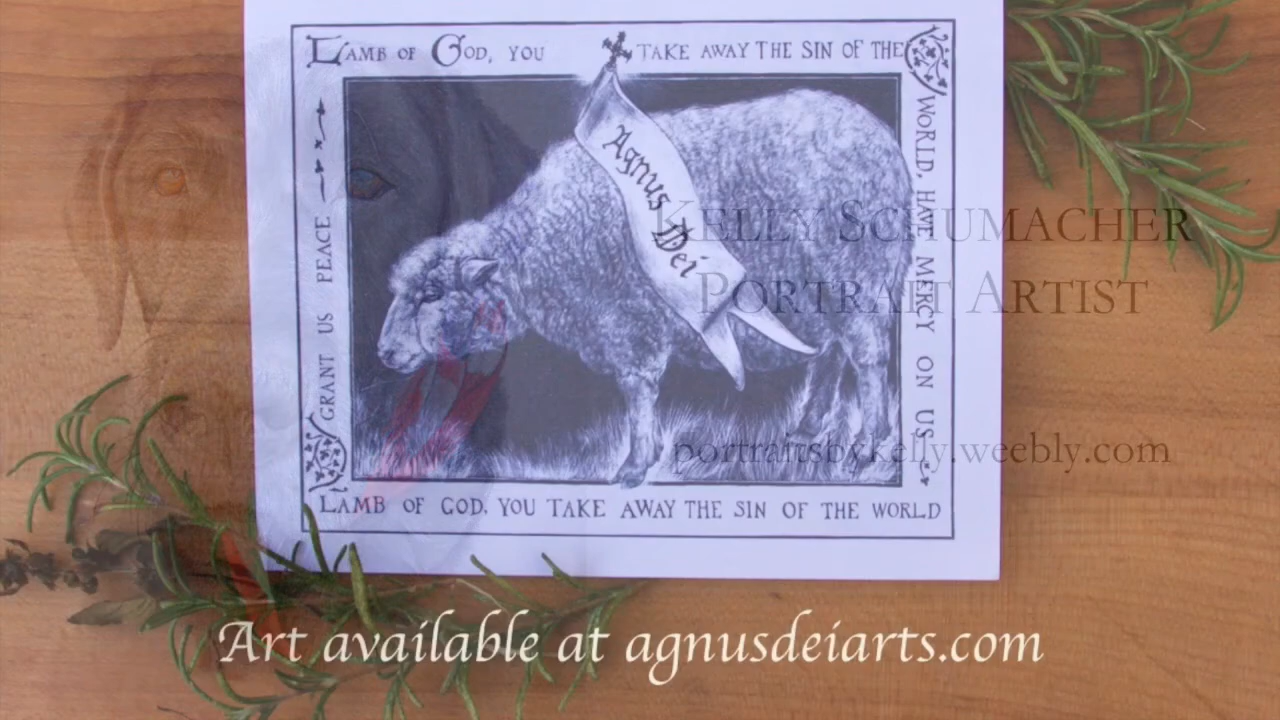 LAMB OF GOD, YOU TAKE AWAY THE SIN OF THE
WORLD, HAVE MERCY ON US
LAMB OF GOD, YOU TAKE AWAY THE SIN OF THE WORLD
GRANT US PEACE
Agnus Dei
KELLY SCHUMACHER
PORTRAIT ARTIST
portraitsbykelly.weebly.com
Art available at agnusdeiarts.com